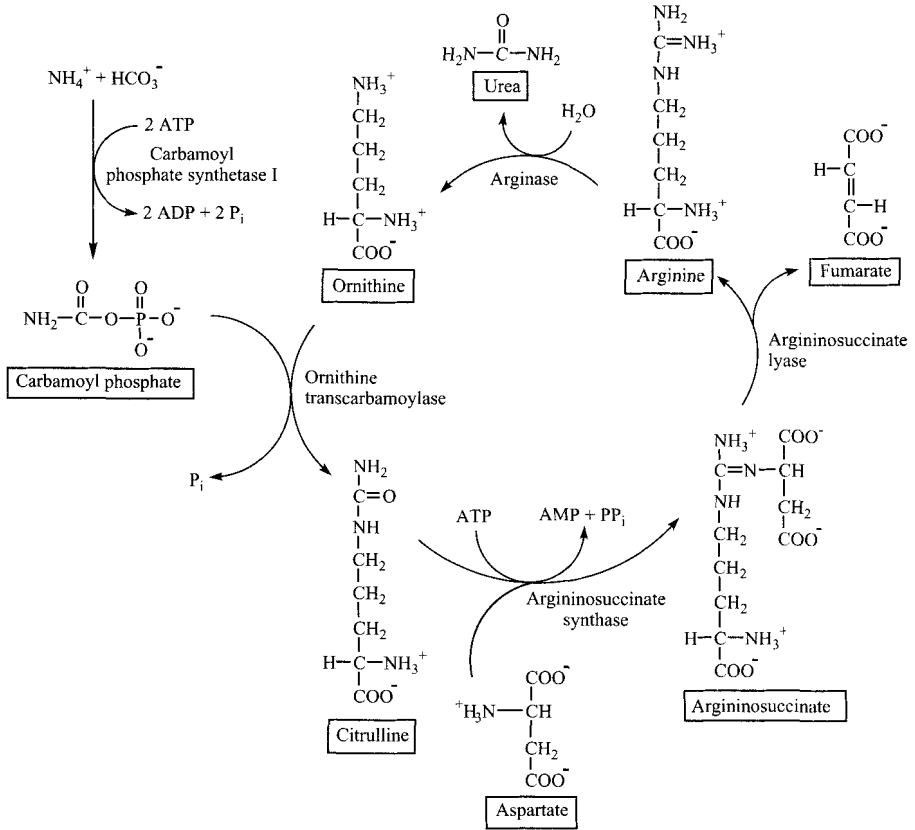 NH₄⁺ + HCO₃⁻
2 ATP
Carbamoyl
phosphate synthetase I
2 ADP + 2 Pᵢ
O
NH₂–C–O–P–O⁻
O
O⁻
Carbamoyl phosphate
Pᵢ
Ornithine
transcarbamoylase
NH₃⁺
CH₂
CH₂
CH₂
H–C–NH₃⁺
COO⁻
Ornithine
O
H₂N–C–NH₂
Urea
H₂O
Arginase
NH₂
C=NH₃⁺
NH
CH₂
CH₂
CH₂
H–C–NH₃⁺
COO⁻
Arginine
COO⁻
C
H
C–H
COO⁻
Fumarate
Argininosuccinate
lyase
NH₂
C=O
NH
CH₂
CH₂
CH₂
H–C–NH₃⁺
COO⁻
Citrulline
ATP
AMP + PPᵢ
Argininosuccinate
synthase
COO⁻
⁺H₃N–CH
CH₂
COO⁻
Aspartate
NH₃⁺ COO⁻
C=N–CH
NH CH₂
CH₂ COO⁻
CH₂
CH₂
H–C–NH₃⁺
COO⁻
Argininosuccinate